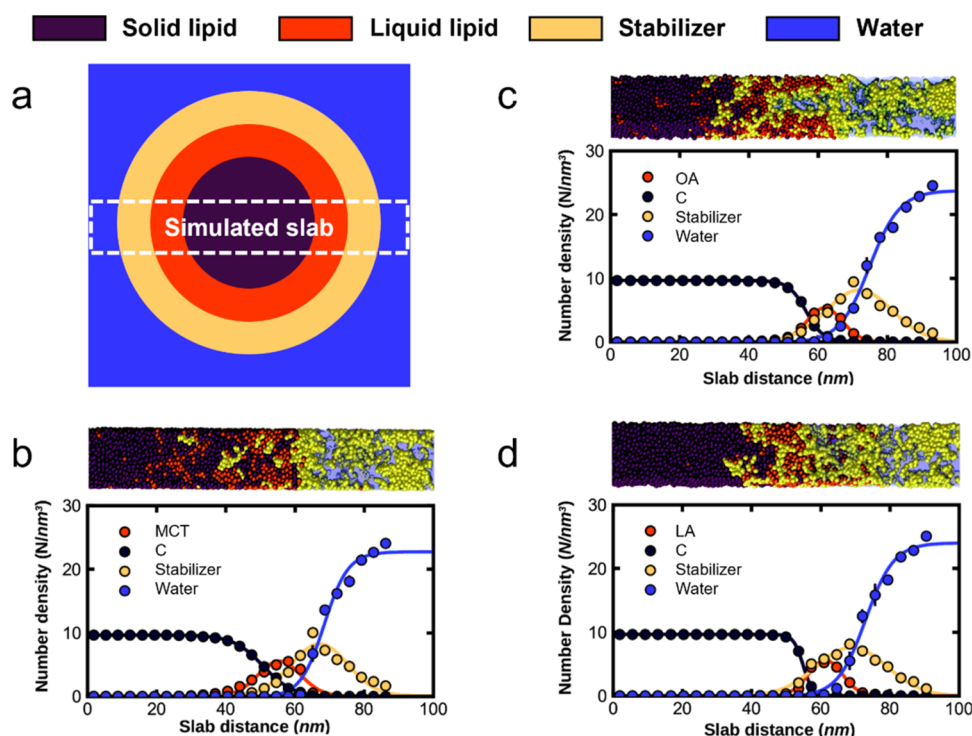 Solid lipid Liquid lipid Stabilizer Water
a
Simulated slab
c
30
20
10
0
Number density (N/nm³)
OA
C
Stabilizer
Water
0 20 40 60 80 100
Slab distance (nm)
b
30
20
10
0
Number density (N/nm³)
MCT
C
Stabilizer
Water
0 20 40 60 80 100
Slab distance (nm)
d
30
20
10
0
Number Density (N/nm³)
LA
C
Stabilizer
Water
0 20 40 60 80 100
Slab distance (nm)